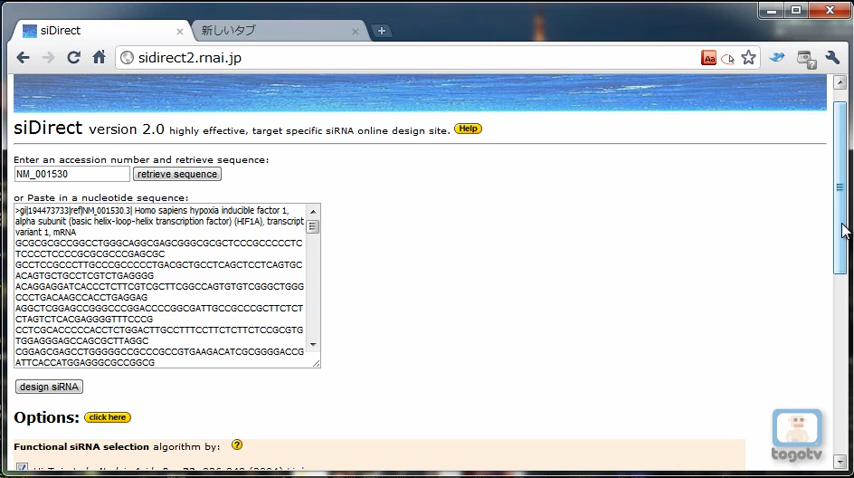 siDirect
新しいタブ
sidirect2.rnai.jp
Aa
siDirect version 2.0 highly effective, target specific siRNA online design site. Help
Enter an accession number and retrieve sequence:
NM_001530 retrieve sequence
or Paste in a nucleotide sequence:
>gi|194473733|ref|NM_001530.3| Homo sapiens hypoxia inducible factor 1,
alpha subunit (basic helix-loop-helix transcription factor) (HIF1A), transcript
variant 1, mRNA
GCGCGCGCCGGCCTGGGCAGGCGAGCGGGCGCGCTCCCGCCCCCTC
TCCCCTCCCCGCGCGCCCGAGCGC
GCCTCCGCCCTTGCCCGCCCCCTGACGCTGCCTCAGCTCCTCAGTGC
ACAGTGCTGCCTCGTCTGAGGGG
ACAGGAGGATCACCCTCTTCGTCGCTTCGGCCAGTGTGTCGGGCTGG
GCCCTGACAAGCCACCTGAGGAG
AGGCTCGGAGCCGGGCCCGGACCCCGGCGATTGCCGCCCGCTTCTCT
CTAGTCTCACGAGGGGTTTCCCG
CCTCGCACCCCCACCTCTGGACTTGCCTTTCCTTCTCTTCTCCGCGTG
TGGAGGGAGCCAGCGCTTAGGC
CGGAGCGAGCCTGGGGGCCGCCCGCCGTGAAGACATCGCGGGGACCG
ATTCACCATGGAGGGCGCCGGCG
design siRNA
Options: click here
Functional siRNA selection algorithm by: ?
togotv